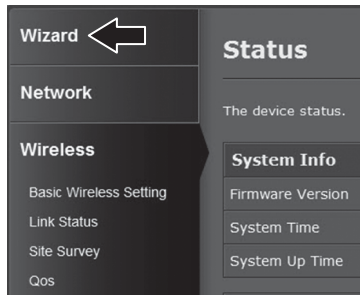 Wizard
Network
Wireless
Basic Wireless Setting
Link Status
Site Survey
Qos
Status
The device status.
System Info
Firmware Version
System Time
System Up Time